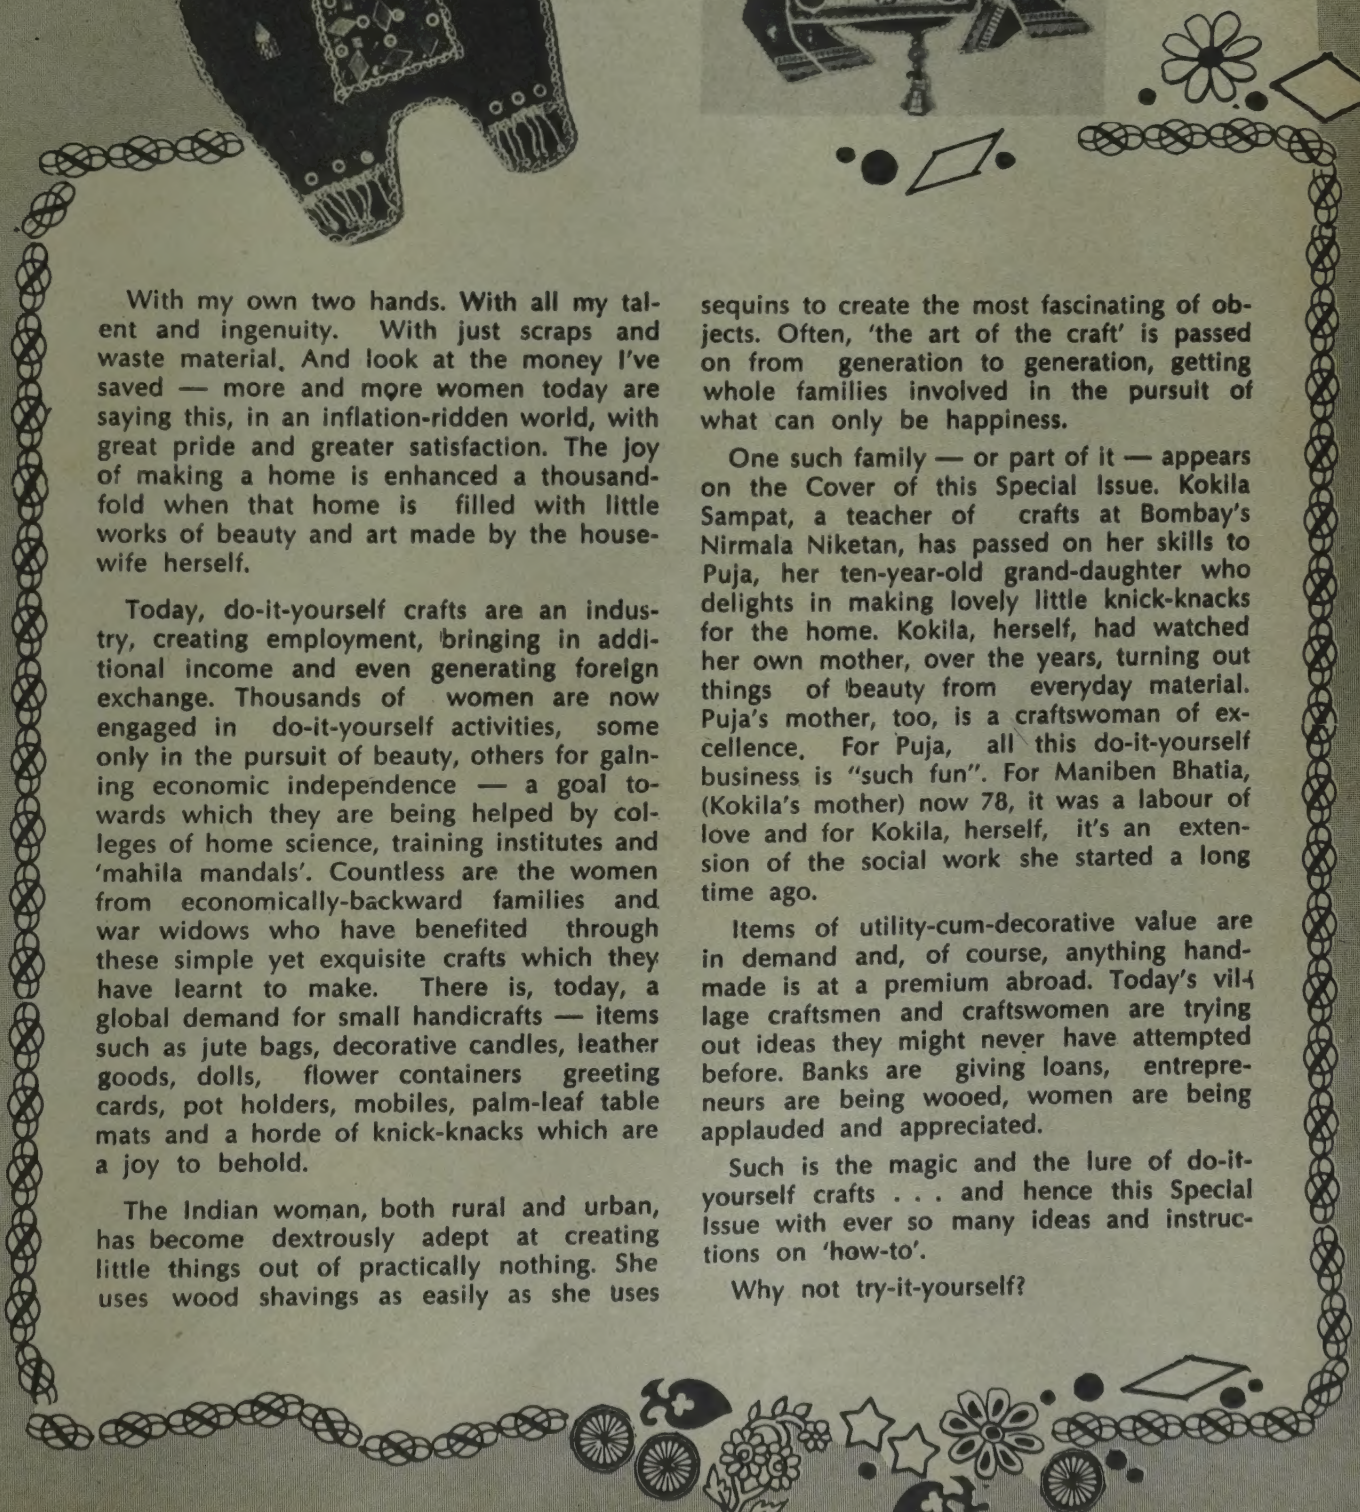 With my own two hands. With all my tal-
ent and ingenuity. With just scraps and
waste material. And look at the money I've
saved — more and more women today are
saying this, in an inflation-ridden world, with
great pride and greater satisfaction. The joy
of making a home is enhanced a thousand-
fold when that home is filled with little
works of beauty and art made by the house-
wife herself.
Today, do-it-yourself crafts are an indus-
try, creating employment, bringing in addi-
tional income and even generating foreign
exchange. Thousands of women are now
engaged in do-it-yourself activities, some
only in the pursuit of beauty, others for gain-
ing economic independence — a goal to-
wards which they are being helped by col-
leges of home science, training institutes and
'mahila mandals'. Countless are the women
from economically-backward families and
war widows who have benefited through
these simple yet exquisite crafts which they
have learnt to make. There is, today, a
global demand for small handicrafts — items
such as jute bags, decorative candles, leather
goods, dolls, flower containers greeting
cards, pot holders, mobiles, palm-leaf table
mats and a horde of knick-knacks which are
a joy to behold.
The Indian woman, both rural and urban,
has become dextrously adept at creating
little things out of practically nothing. She
uses wood shavings as easily as she uses
sequins to create the most fascinating of ob-
jects. Often, 'the art of the craft' is passed
on from generation to generation, getting
whole families involved in the pursuit of
what can only be happiness.
One such family — or part of it — appears
on the Cover of this Special Issue. Kokila
Sampat, a teacher of crafts at Bombay's
Nirmala Niketan, has passed on her skills to
Puja, her ten-year-old grand-daughter who
delights in making lovely little knick-knacks
for the home. Kokila, herself, had watched
her own mother, over the years, turning out
things of beauty from everyday material.
Puja's mother, too, is a craftswoman of ex-
cellence. For Puja, all this do-it-yourself
business is "such fun". For Maniben Bhatia,
(Kokila's mother) now 78, it was a labour of
love and for Kokila, herself, it's an exten-
sion of the social work she started a long
time ago.
Items of utility-cum-decorative value are
in demand and, of course, anything hand-
made is at a premium abroad. Today's vil-
lage craftsmen and craftswomen are trying
out ideas they might never have attempted
before. Banks are giving loans, entrepre-
neurs are being wooed, women are being
applauded and appreciated.
Such is the magic and the lure of do-it-
yourself crafts . . . and hence this Special
Issue with ever so many ideas and instruc-
tions on 'how-to'.
Why not try-it-yourself?